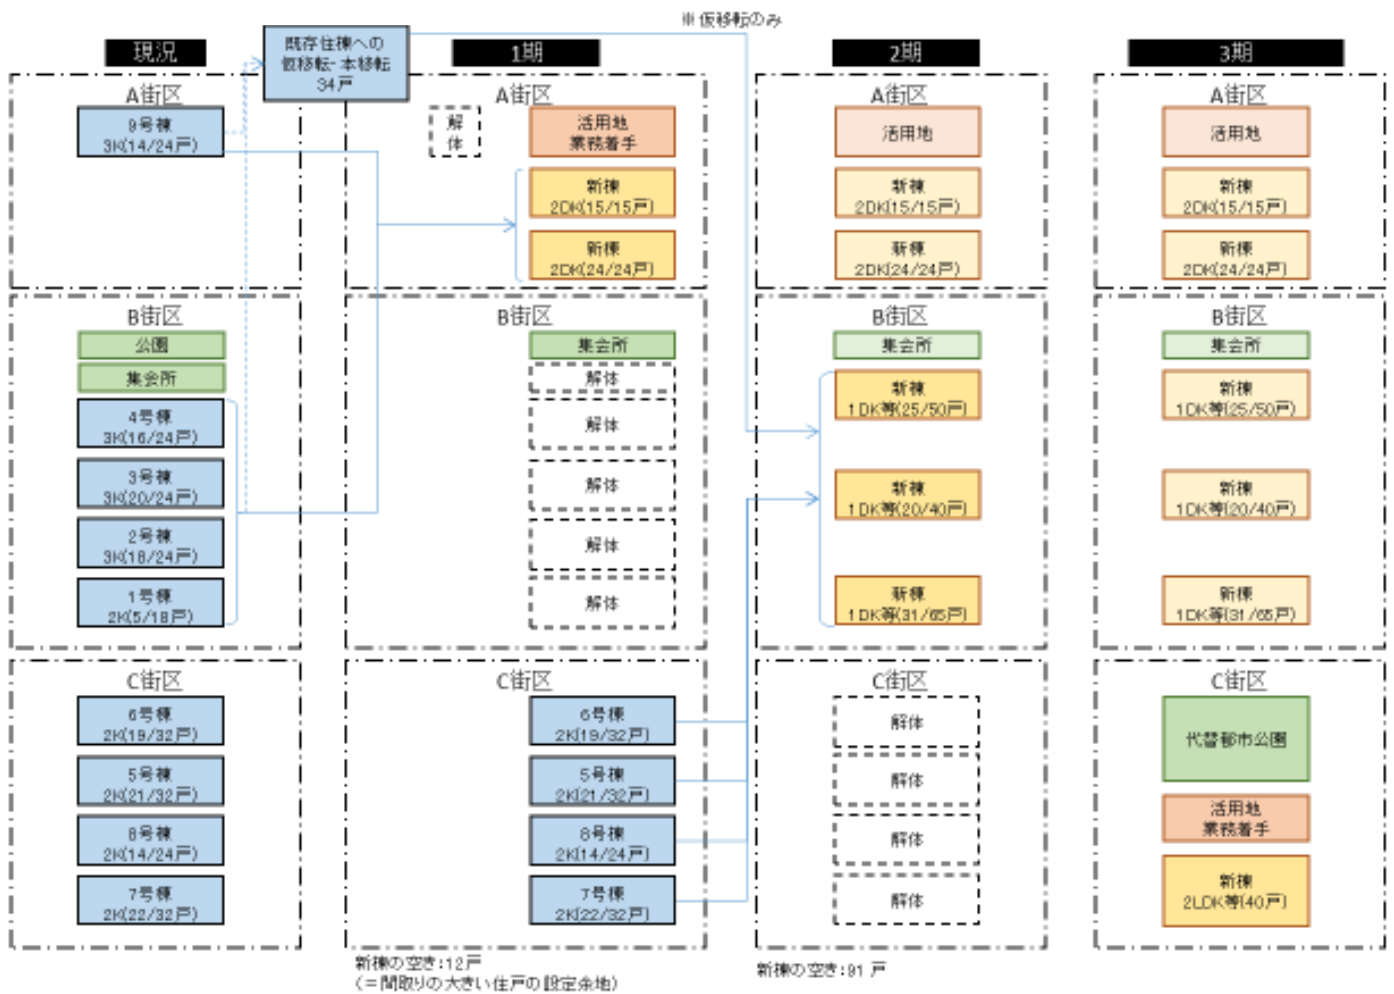 ※仮移転のみ
現況
既存住棟への
仮移転・本移転
34戸
1期
2期
3期
A街区
9号棟
3K(14/24戸)
A街区
解
体
活用地
業務着手
新棟
2DK(15/15戸)
新棟
2DK(24/24戸)
A街区
活用地
新棟
2DK(15/15戸)
新棟
2DK(24/24戸)
A街区
活用地
新棟
2DK(15/15戸)
新棟
2DK(24/24戸)
B街区
公園
集会所
4号棟
3K(16/24戸)
3号棟
3K(20/24戸)
2号棟
3K(18/24戸)
1号棟
2K(5/18戸)
B街区
集会所
解体
解体
解体
解体
解体
B街区
集会所
新棟
1DK等(25/50戸)
新棟
1DK等(20/40戸)
新棟
1DK等(31/65戸)
B街区
集会所
新棟
1DK等(25/50戸)
新棟
1DK等(20/40戸)
新棟
1DK等(31/65戸)
C街区
6号棟
2K(19/32戸)
5号棟
2K(21/32戸)
8号棟
2K(14/24戸)
7号棟
2K(22/32戸)
C街区
6号棟
2K(19/32戸)
5号棟
2K(21/32戸)
8号棟
2K(14/24戸)
7号棟
2K(22/32戸)
C街区
解体
解体
解体
解体
C街区
代替都市公園
活用地
業務着手
新棟
2LDK等(40戸)
新棟の空き:12戸
(＝間取りの大きい住戸の設定余地)
新棟の空き:91戸